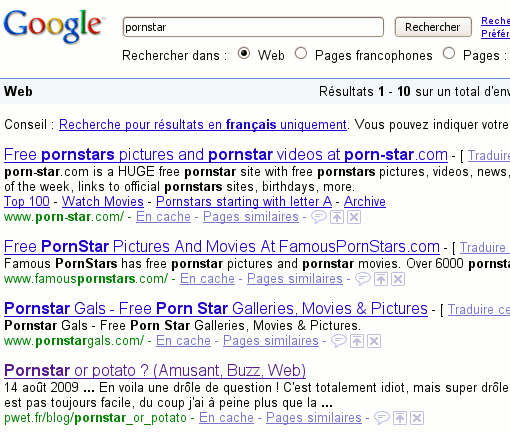 Google pornstar Rechercher Reche
Préfér
Rechercher dans : Web Pages francophones Pages :
Web Résultats 1 - 10 sur un total d'env
Conseil : Recherche pour résultats en français uniquement. Vous pouvez indiquer votre
Free pornstars pictures and pornstar videos at porn-star.com - [ Traduire
porn-star.com is a HUGE free pornstar site with free pornstars pictures, videos, news,
of the week, links to official pornstars sites, birthdays, more.
Top 100 - Watch Movies - Pornstars starting with letter A - Archive
www.porn-star.com/ - En cache - Pages similaires -
Free PornStar Pictures And Movies At FamousPornStars.com - [ Traduire
Famous PornStars has free pornstar pictures and pornstar movies. Over 6000 pornsta
www.famouspornstars.com/ - En cache - Pages similaires -
Pornstar Gals - Free Porn Star Galleries, Movies & Pictures - [ Traduire ce
Pornstar Gals - Free Porn Star Galleries, Movies & Pictures.
www.pornstargals.com/ - En cache - Pages similaires -
Pornstar or potato ? (Amusant, Buzz, Web)
14 août 2009 ... En voila une drôle de question ! C'est totalement idiot, mais super drôle
est pas toujours facile, du coup j'ai à peine plus que la ...
pwet.fr/blog/pornstar_or_potato - En cache - Pages similaires -